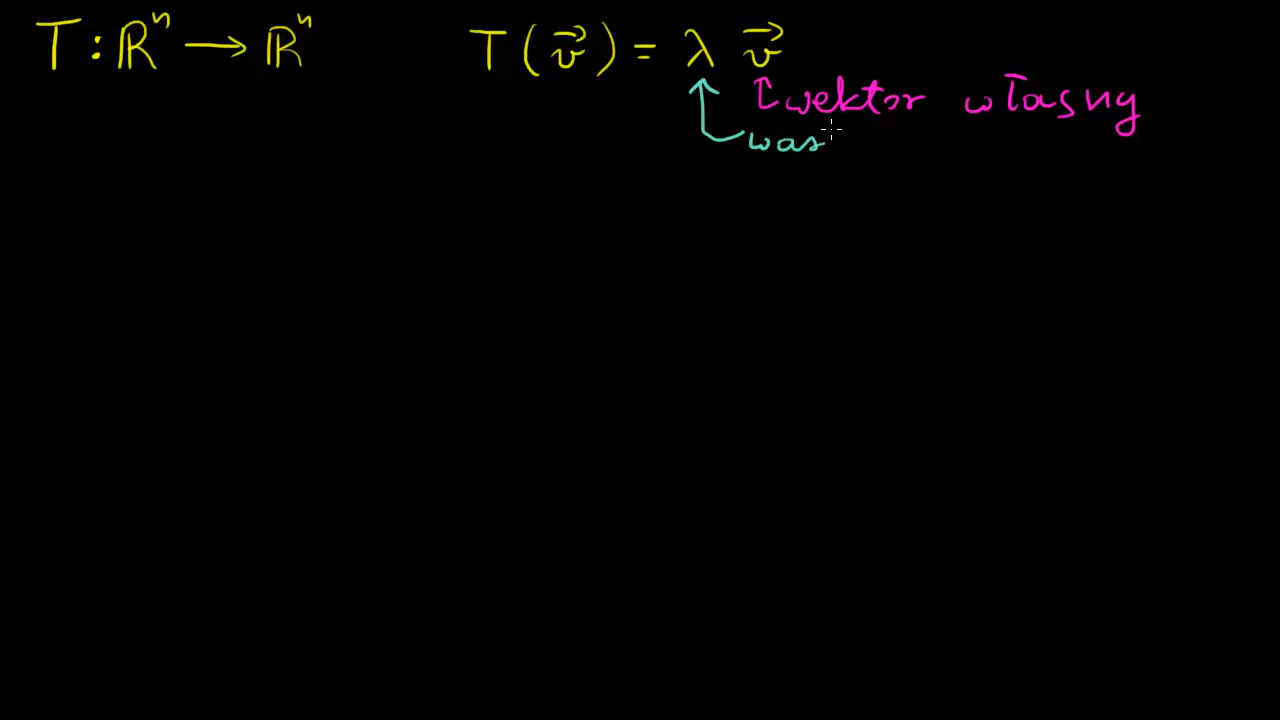 T : ℝⁿ → ℝⁿ T(v⃗) = λ v⃗
wektor własny
was